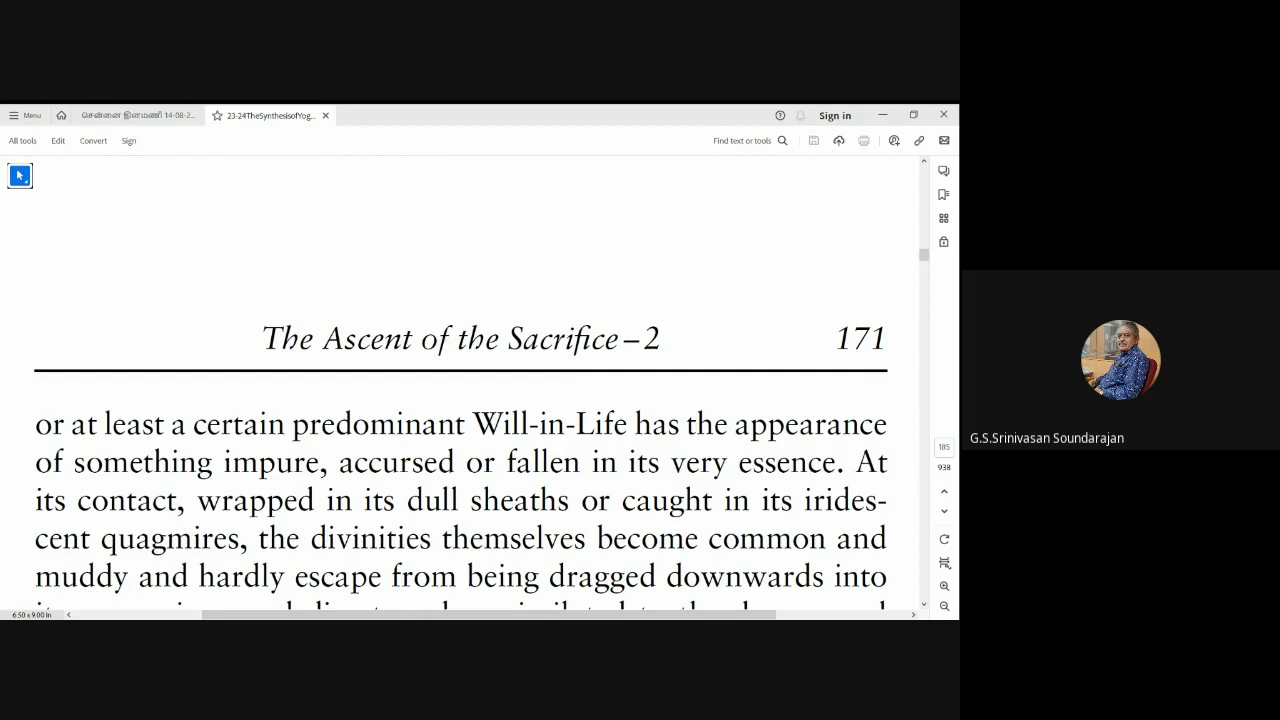 Menu
சென்னை தினமணி 14-08-2...
23-24TheSynthesisofYog...
Sign in
All tools
Edit
Convert
Sign
Find text or tools
The Ascent of the Sacrifice – 2
171
or at least a certain predominant Will-in-Life has the appearance
of something impure, accursed or fallen in its very essence. At
its contact, wrapped in its dull sheaths or caught in its irides-
cent quagmires, the divinities themselves become common and
muddy and hardly escape from being dragged downwards into
185
938
6.50 x 9.00 in
G.S.Srinivasan Soundarajan